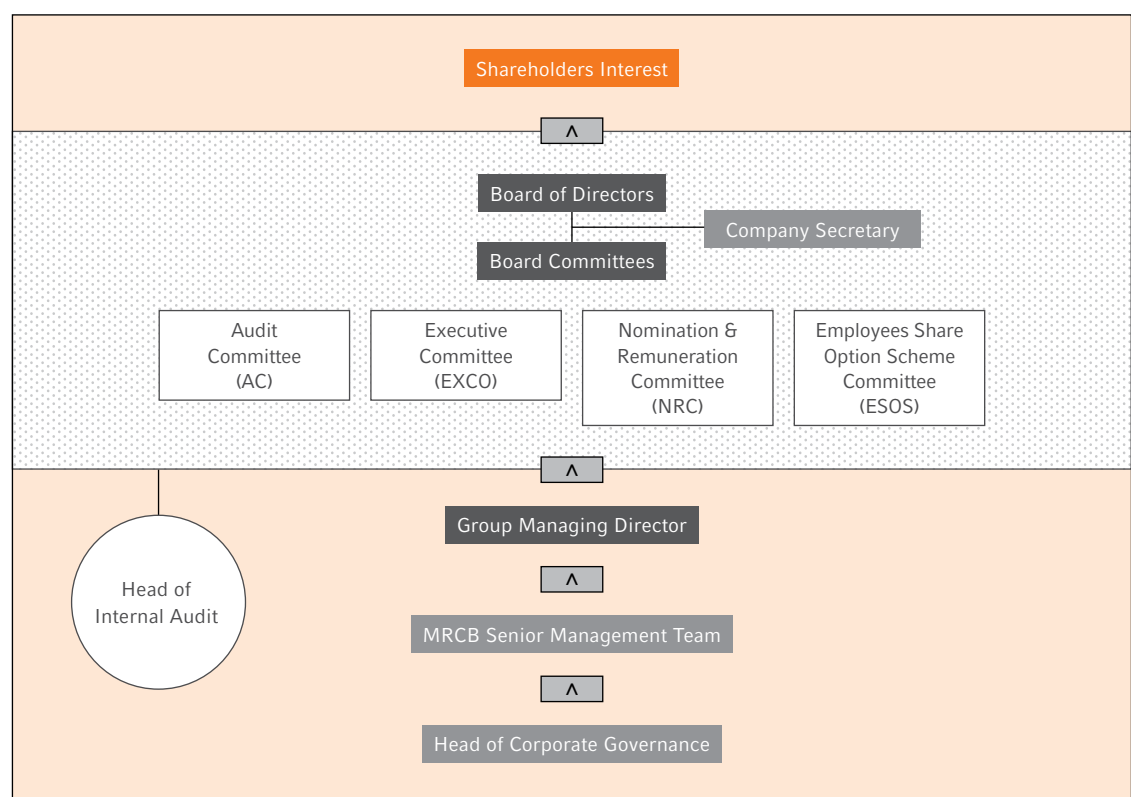 Shareholders Interest
Λ
Board of Directors
Company Secretary
Board Committees
Audit
Committee
(AC)
Executive
Committee
(EXCO)
Nomination &
Remuneration
Committee
(NRC)
Employees Share
Option Scheme
Committee
(ESOS)
Λ
Group Managing Director
Head of
Internal Audit
Λ
MRCB Senior Management Team
Λ
Head of Corporate Governance